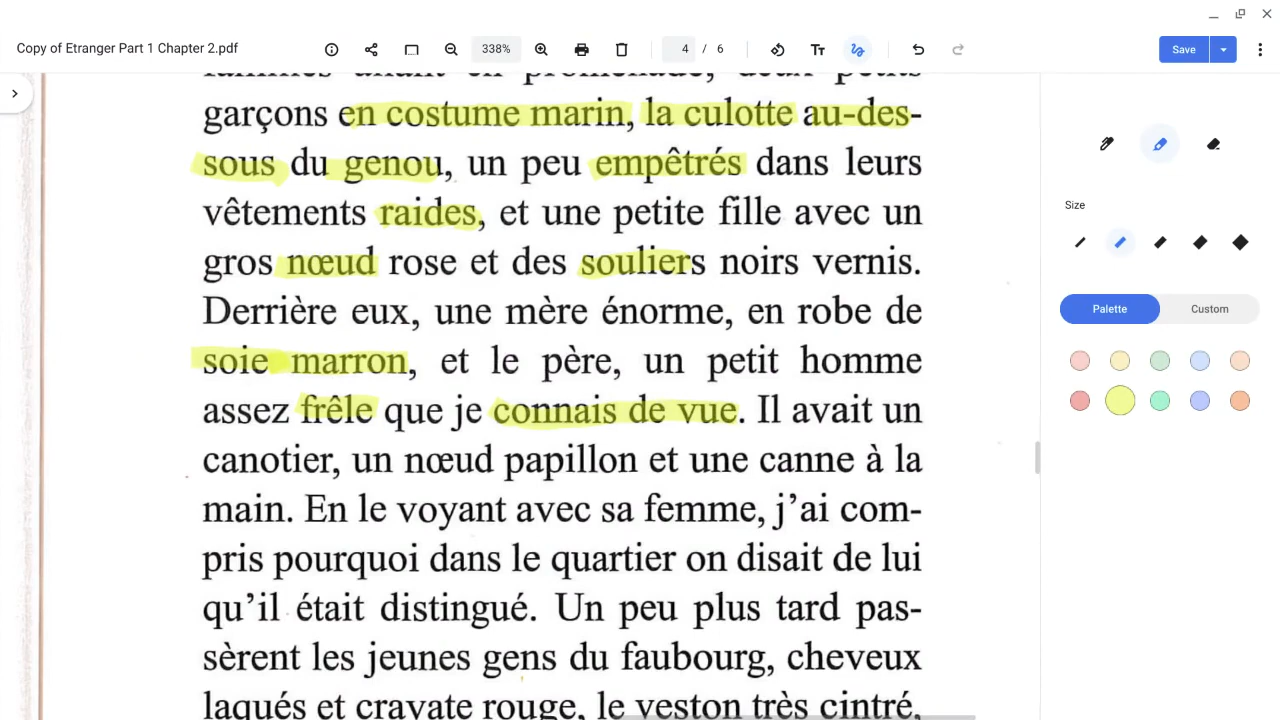 Copy of Etranger Part 1 Chapter 2.pdf
338%
4 / 6
Save
familles allant en promenade, deux petits
garçons en costume marin, la culotte au-des-
sous du genou, un peu empêtrés dans leurs
vêtements raides, et une petite fille avec un
gros nœud rose et des souliers noirs vernis.
Derrière eux, une mère énorme, en robe de
soie marron, et le père, un petit homme
assez frêle que je connais de vue. Il avait un
canotier, un nœud papillon et une canne à la
main. En le voyant avec sa femme, j'ai com-
pris pourquoi dans le quartier on disait de lui
qu'il était distingué. Un peu plus tard pas-
sèrent les jeunes gens du faubourg, cheveux
laqués et cravate rouge, le veston très cintré,
Size
Palette
Custom